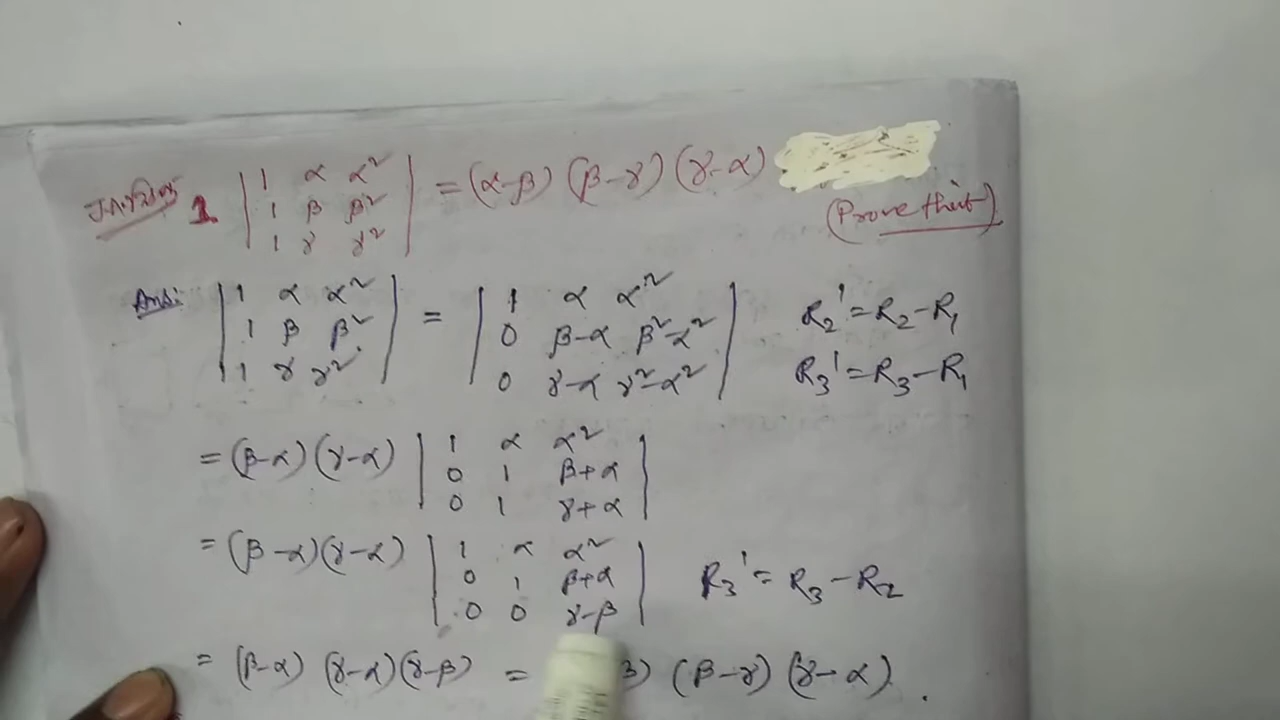 1. | 1 α α² | = (α-β) (β-γ) (γ-α)
| 1 β β² |
| 1 γ γ² |
(Prove that)
Ans: | 1 α α² | = | 1 α α² |
| 1 β β² | | 0 β-α β²-α² | R₂' = R₂-R₁
| 1 γ γ² | | 0 γ-α γ²-α² | R₃' = R₃-R₁
= (β-α) (γ-α) | 1 α α² |
| 0 1 β+α |
| 0 1 γ+α |
= (β-α) (γ-α) | 1 α α² |
| 0 1 β+α | R₃' = R₃-R₂
| 0 0 γ-β |
= (β-α) (γ-α) (γ-β) = ) (β-γ) (γ-α).